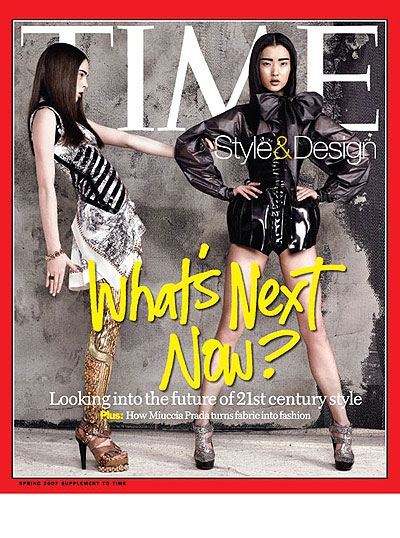 TIME
Style&Design
What's Next
Now?
Looking into the future of 21st century style
Plus: How Miuccia Prada turns fabric into fashion
SPRING 2007 SUPPLEMENT TO TIME